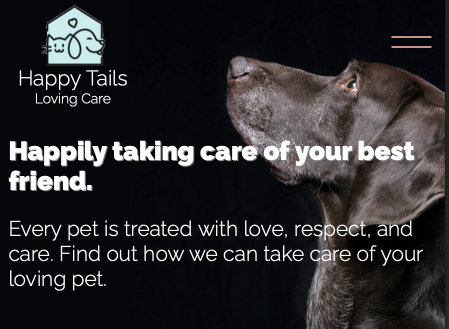 Happy Tails
Loving Care
Happily taking care of your best
friend.
Every pet is treated with love, respect, and
care. Find out how we can take care of your
loving pet.